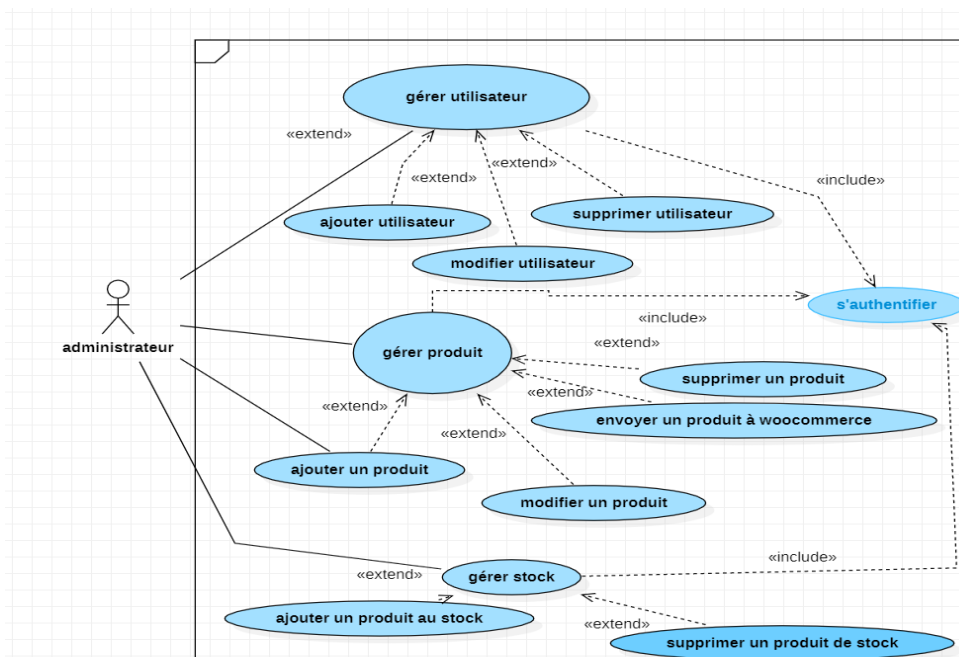 gérer utilisateur
«extend»
«extend»
«extend»
«include»
ajouter utilisateur
supprimer utilisateur
modifier utilisateur
s'authentifier
administrateur
«include»
gérer produit
«extend»
supprimer un produit
«extend»
«extend»
envoyer un produit à woocommerce
«extend»
ajouter un produit
modifier un produit
«include»
«extend»
gérer stock
ajouter un produit au stock
«extend»
supprimer un produit de stock